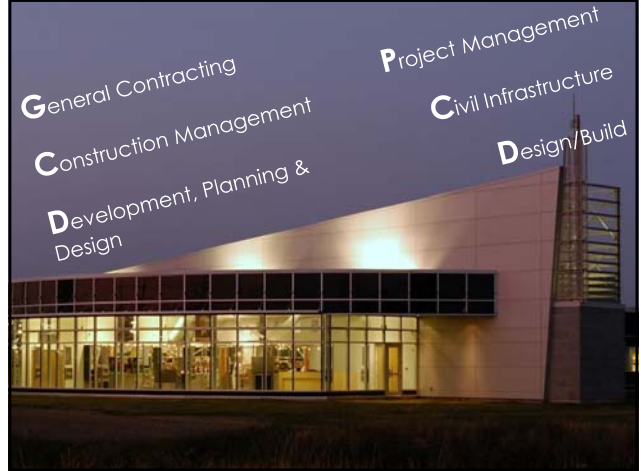 General Contracting
Construction Management
Development, Planning &
Design
Project Management
Civil Infrastructure
Design/Build